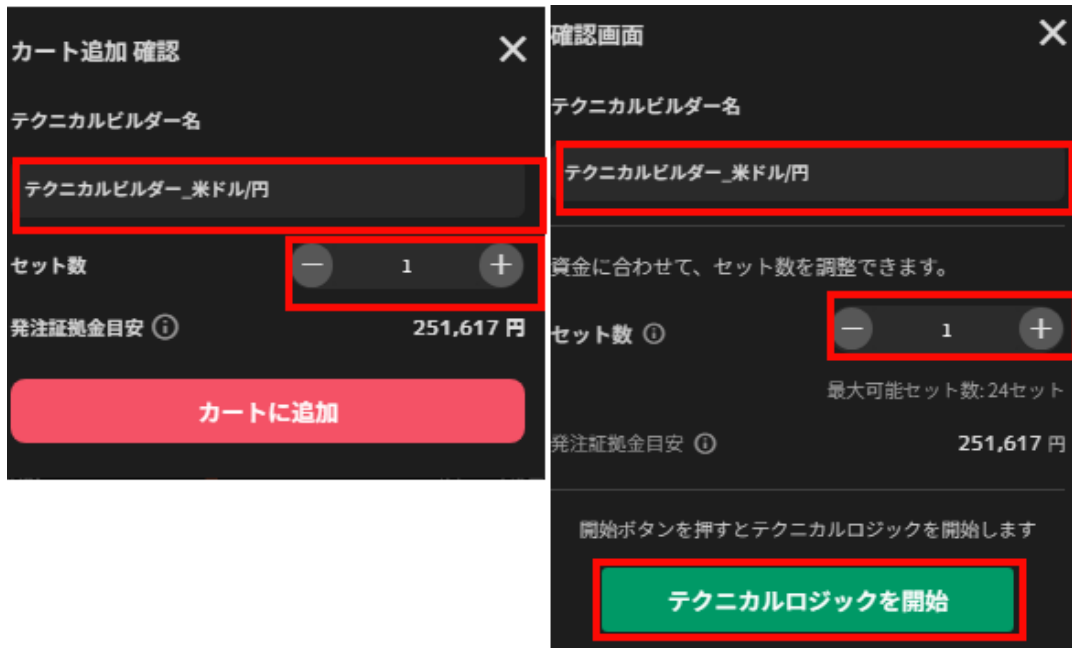 カート追加 確認
テクニカルビルダー名
テクニカルビルダー_米ドル/円
セット数
1
発注証拠金目安
251,617 円
カートに追加
確認画面
テクニカルビルダー名
テクニカルビルダー_米ドル/円
資金に合わせて、セット数を調整できます。
セット数
1
最大可能セット数: 24セット
発注証拠金目安
251,617 円
開始ボタンを押すとテクニカルロジックを開始します
テクニカルロジックを開始